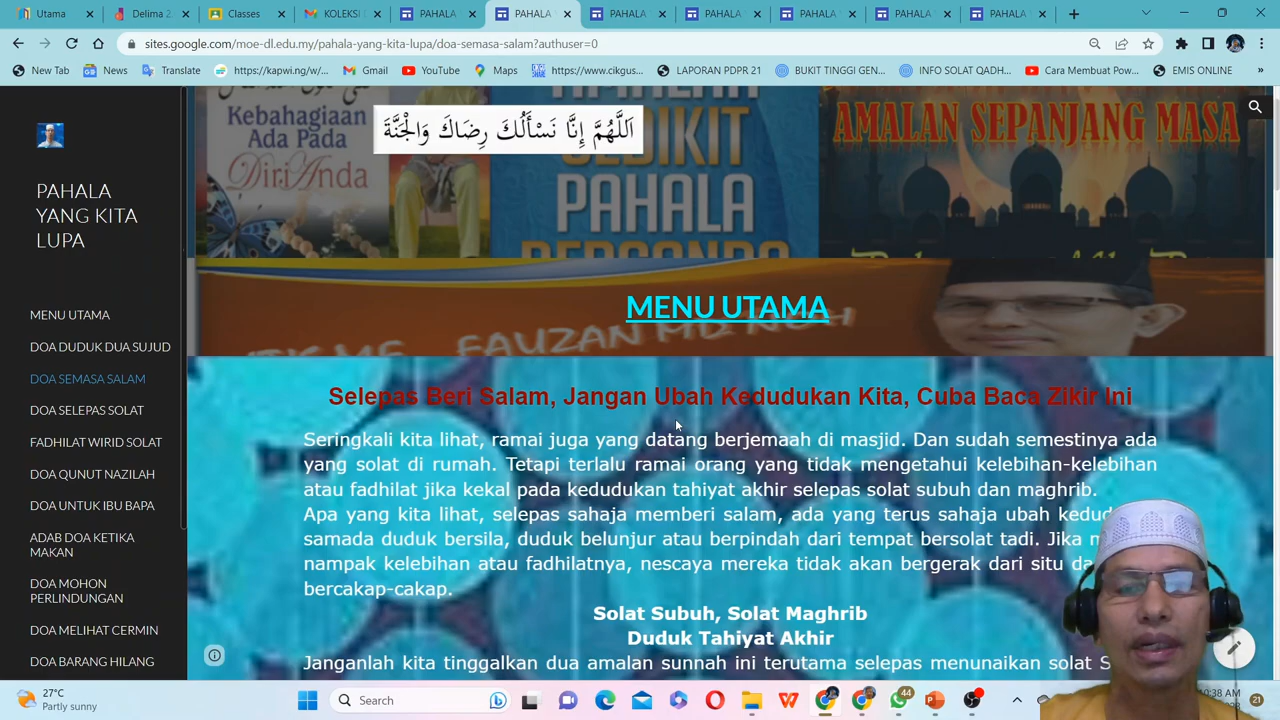 Utama
Delima 2
Classes
KOLEKSI
PAHALA
PAHALA
PAHALA
PAHALA
PAHALA
PAHALA
PAHALA
sites.google.com/moe-dl.edu.my/pahala-yang-kita-lupa/doa-semasa-salam?authuser=0
New Tab
News
Translate
https://kapwi.ng/w/...
Gmail
YouTube
Maps
https://www.cikgus...
LAPORAN PDPR 21
BUKIT TINGGI GEN...
INFO SOLAT QADH...
Cara Membuat Pow...
EMIS ONLINE
»
PAHALA
YANG KITA
LUPA
MENU UTAMA
DOA DUDUK DUA SUJUD
DOA SEMASA SALAM
DOA SELEPAS SOLAT
FADHILAT WIRID SOLAT
DOA QUNUT NAZILAH
DOA UNTUK IBU BAPA
ADAB DOA KETIKA
MAKAN
DOA MOHON
PERLINDUNGAN
DOA MELIHAT CERMIN
DOA BARANG HILANG
Kebahagiaan
Ada Pada
Diri Anda
اَللَّهُمَّ إِنَّا نَسْأَلُكَ رِضَاكَ وَالْجَنَّةَ
SEDIKIT
PAHALA
AMALAN SEPANJANG MASA
MENU UTAMA
FAUZAN MD NOH
Selepas Beri Salam, Jangan Ubah Kedudukan Kita, Cuba Baca Zikir Ini
Seringkali kita lihat, ramai juga yang datang berjemaah di masjid. Dan sudah semestinya ada
yang solat di rumah. Tetapi terlalu ramai orang yang tidak mengetahui kelebihan-kelebihan
atau fadhilat jika kekal pada kedudukan tahiyat akhir selepas solat subuh dan maghrib.
Apa yang kita lihat, selepas sahaja memberi salam, ada yang terus sahaja ubah kedud
samada duduk bersila, duduk belunjur atau berpindah dari tempat bersolat tadi. Jika m
nampak kelebihan atau fadhilatnya, nescaya mereka tidak akan bergerak dari situ da
bercakap-cakap.
Solat Subuh, Solat Maghrib
Duduk Tahiyat Akhir
Janganlah kita tinggalkan dua amalan sunnah ini terutama selepas menunaikan solat S
27°C
Partly sunny
Search
44
10:38 AM
21